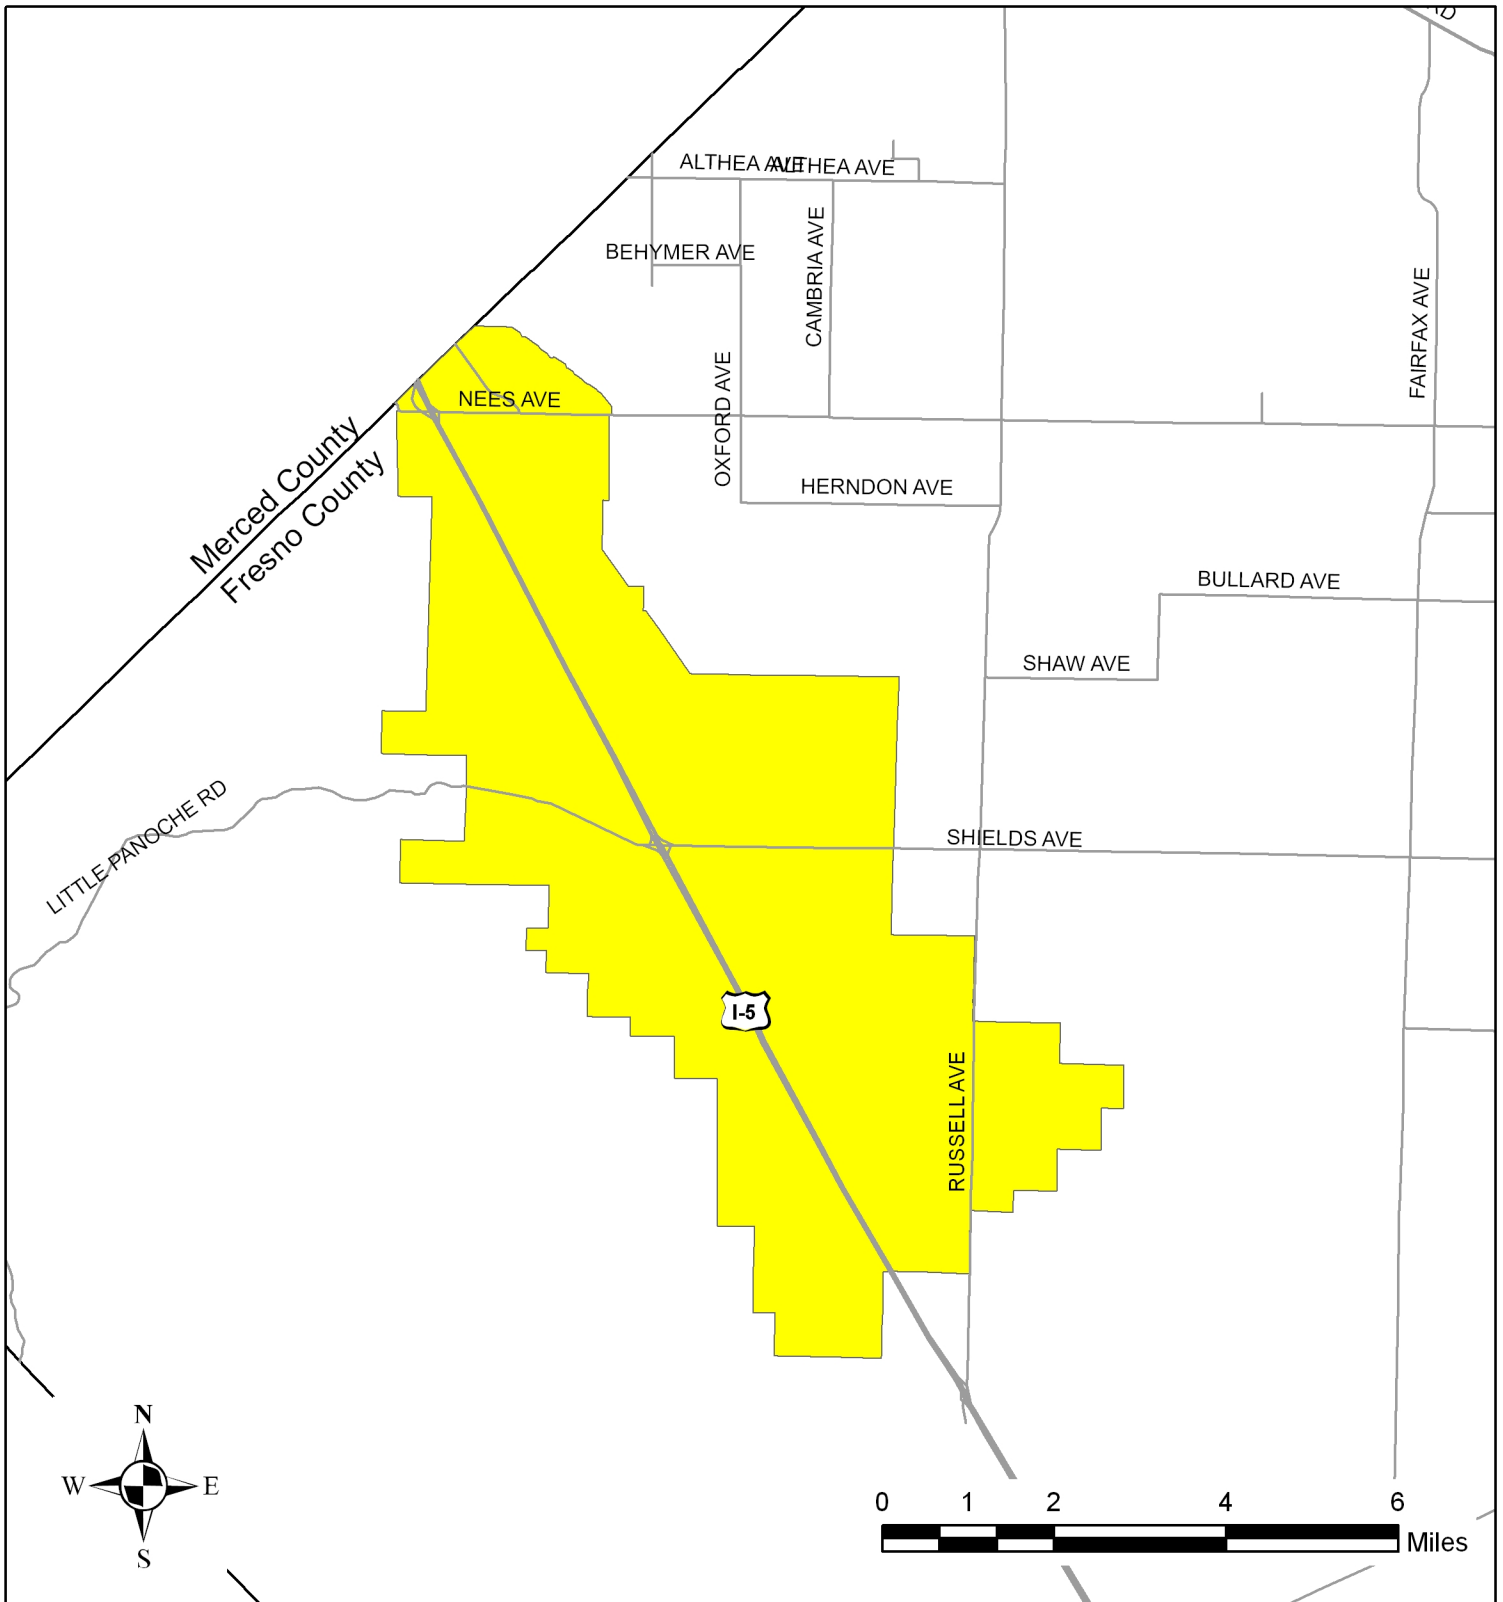 ALTHEA AVE
ALTHEA AVE
BEHYMER AVE
CAMBRIA AVE
FAIRFAX AVE
OXFORD AVE
NEES AVE
HERNDON AVE
Merced County
Fresno County
BULLARD AVE
SHAW AVE
LITTLE PANOCHE RD
SHIELDS AVE
I-5
RUSSELL AVE
N
W E
S
0 1 2 4 6
Miles